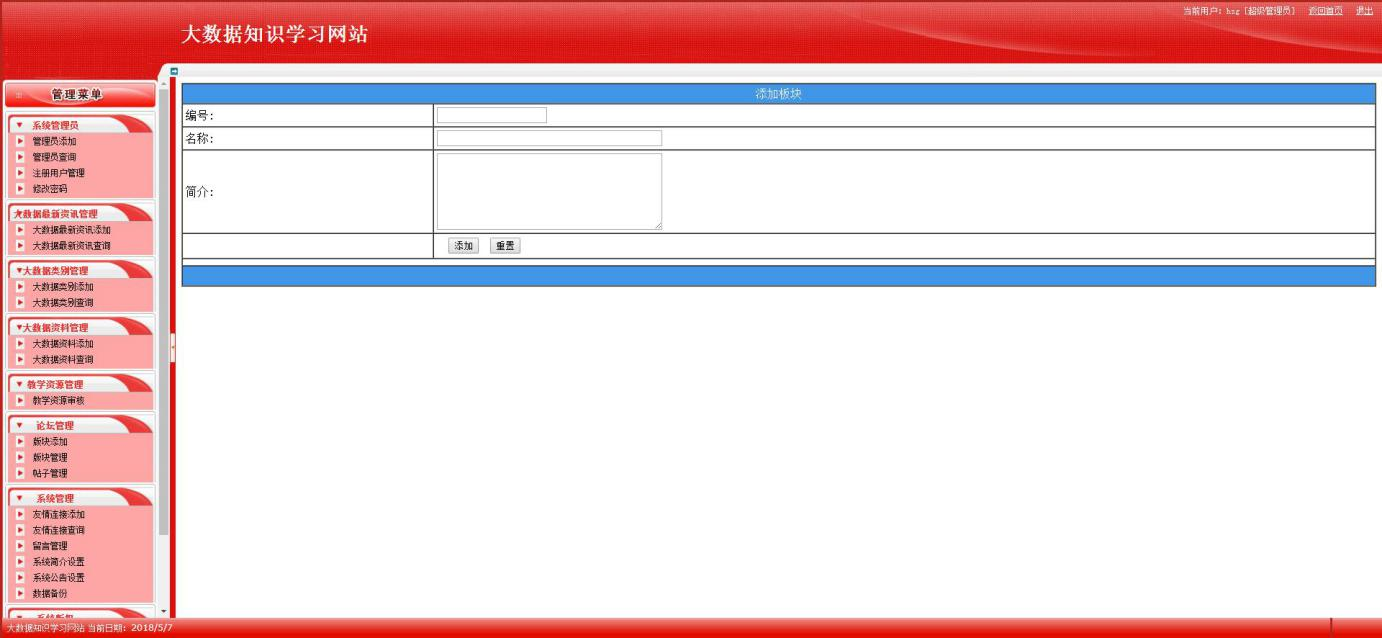 当前用户：hsg [超级管理员] 返回首页 退出
大数据知识学习网站
管理菜单
系统管理员
管理员添加
管理员查询
注册用户管理
修改密码
大数据最新资讯管理
大数据最新资讯添加
大数据最新资讯查询
大数据类别管理
大数据类别添加
大数据类别查询
大数据资料管理
大数据资料添加
大数据资料查询
教学资源管理
教学资源审核
论坛管理
版块添加
版块管理
帖子管理
系统管理
友情连接添加
友情连接查询
留言管理
系统简介设置
系统公告设置
数据备份
添加板块
编号：
名称：
简介：
添加 重置
大数据知识学习网站 当前日期：2018/5/7